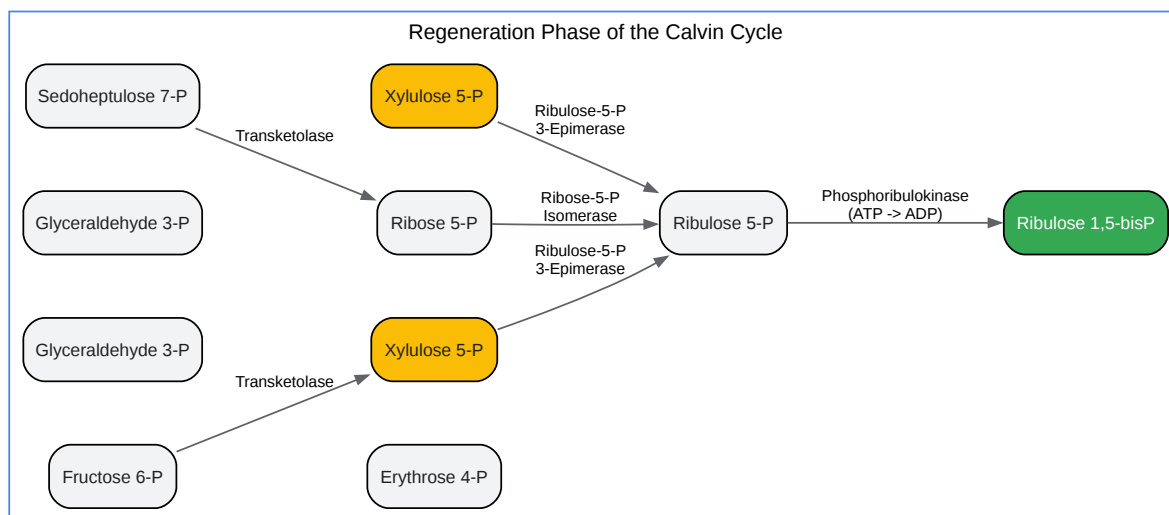 Regeneration Phase of the Calvin Cycle
Sedoheptulose 7-P
Xylulose 5-P
Ribulose-5-P
3-Epimerase
Transketolase
Glyceraldehyde 3-P
Ribose 5-P
Ribose-5-P
Isomerase
Ribulose 5-P
Phosphoribulokinase
(ATP -> ADP)
Ribulose 1,5-bisP
Ribulose-5-P
3-Epimerase
Glyceraldehyde 3-P
Xylulose 5-P
Transketolase
Fructose 6-P
Erythrose 4-P